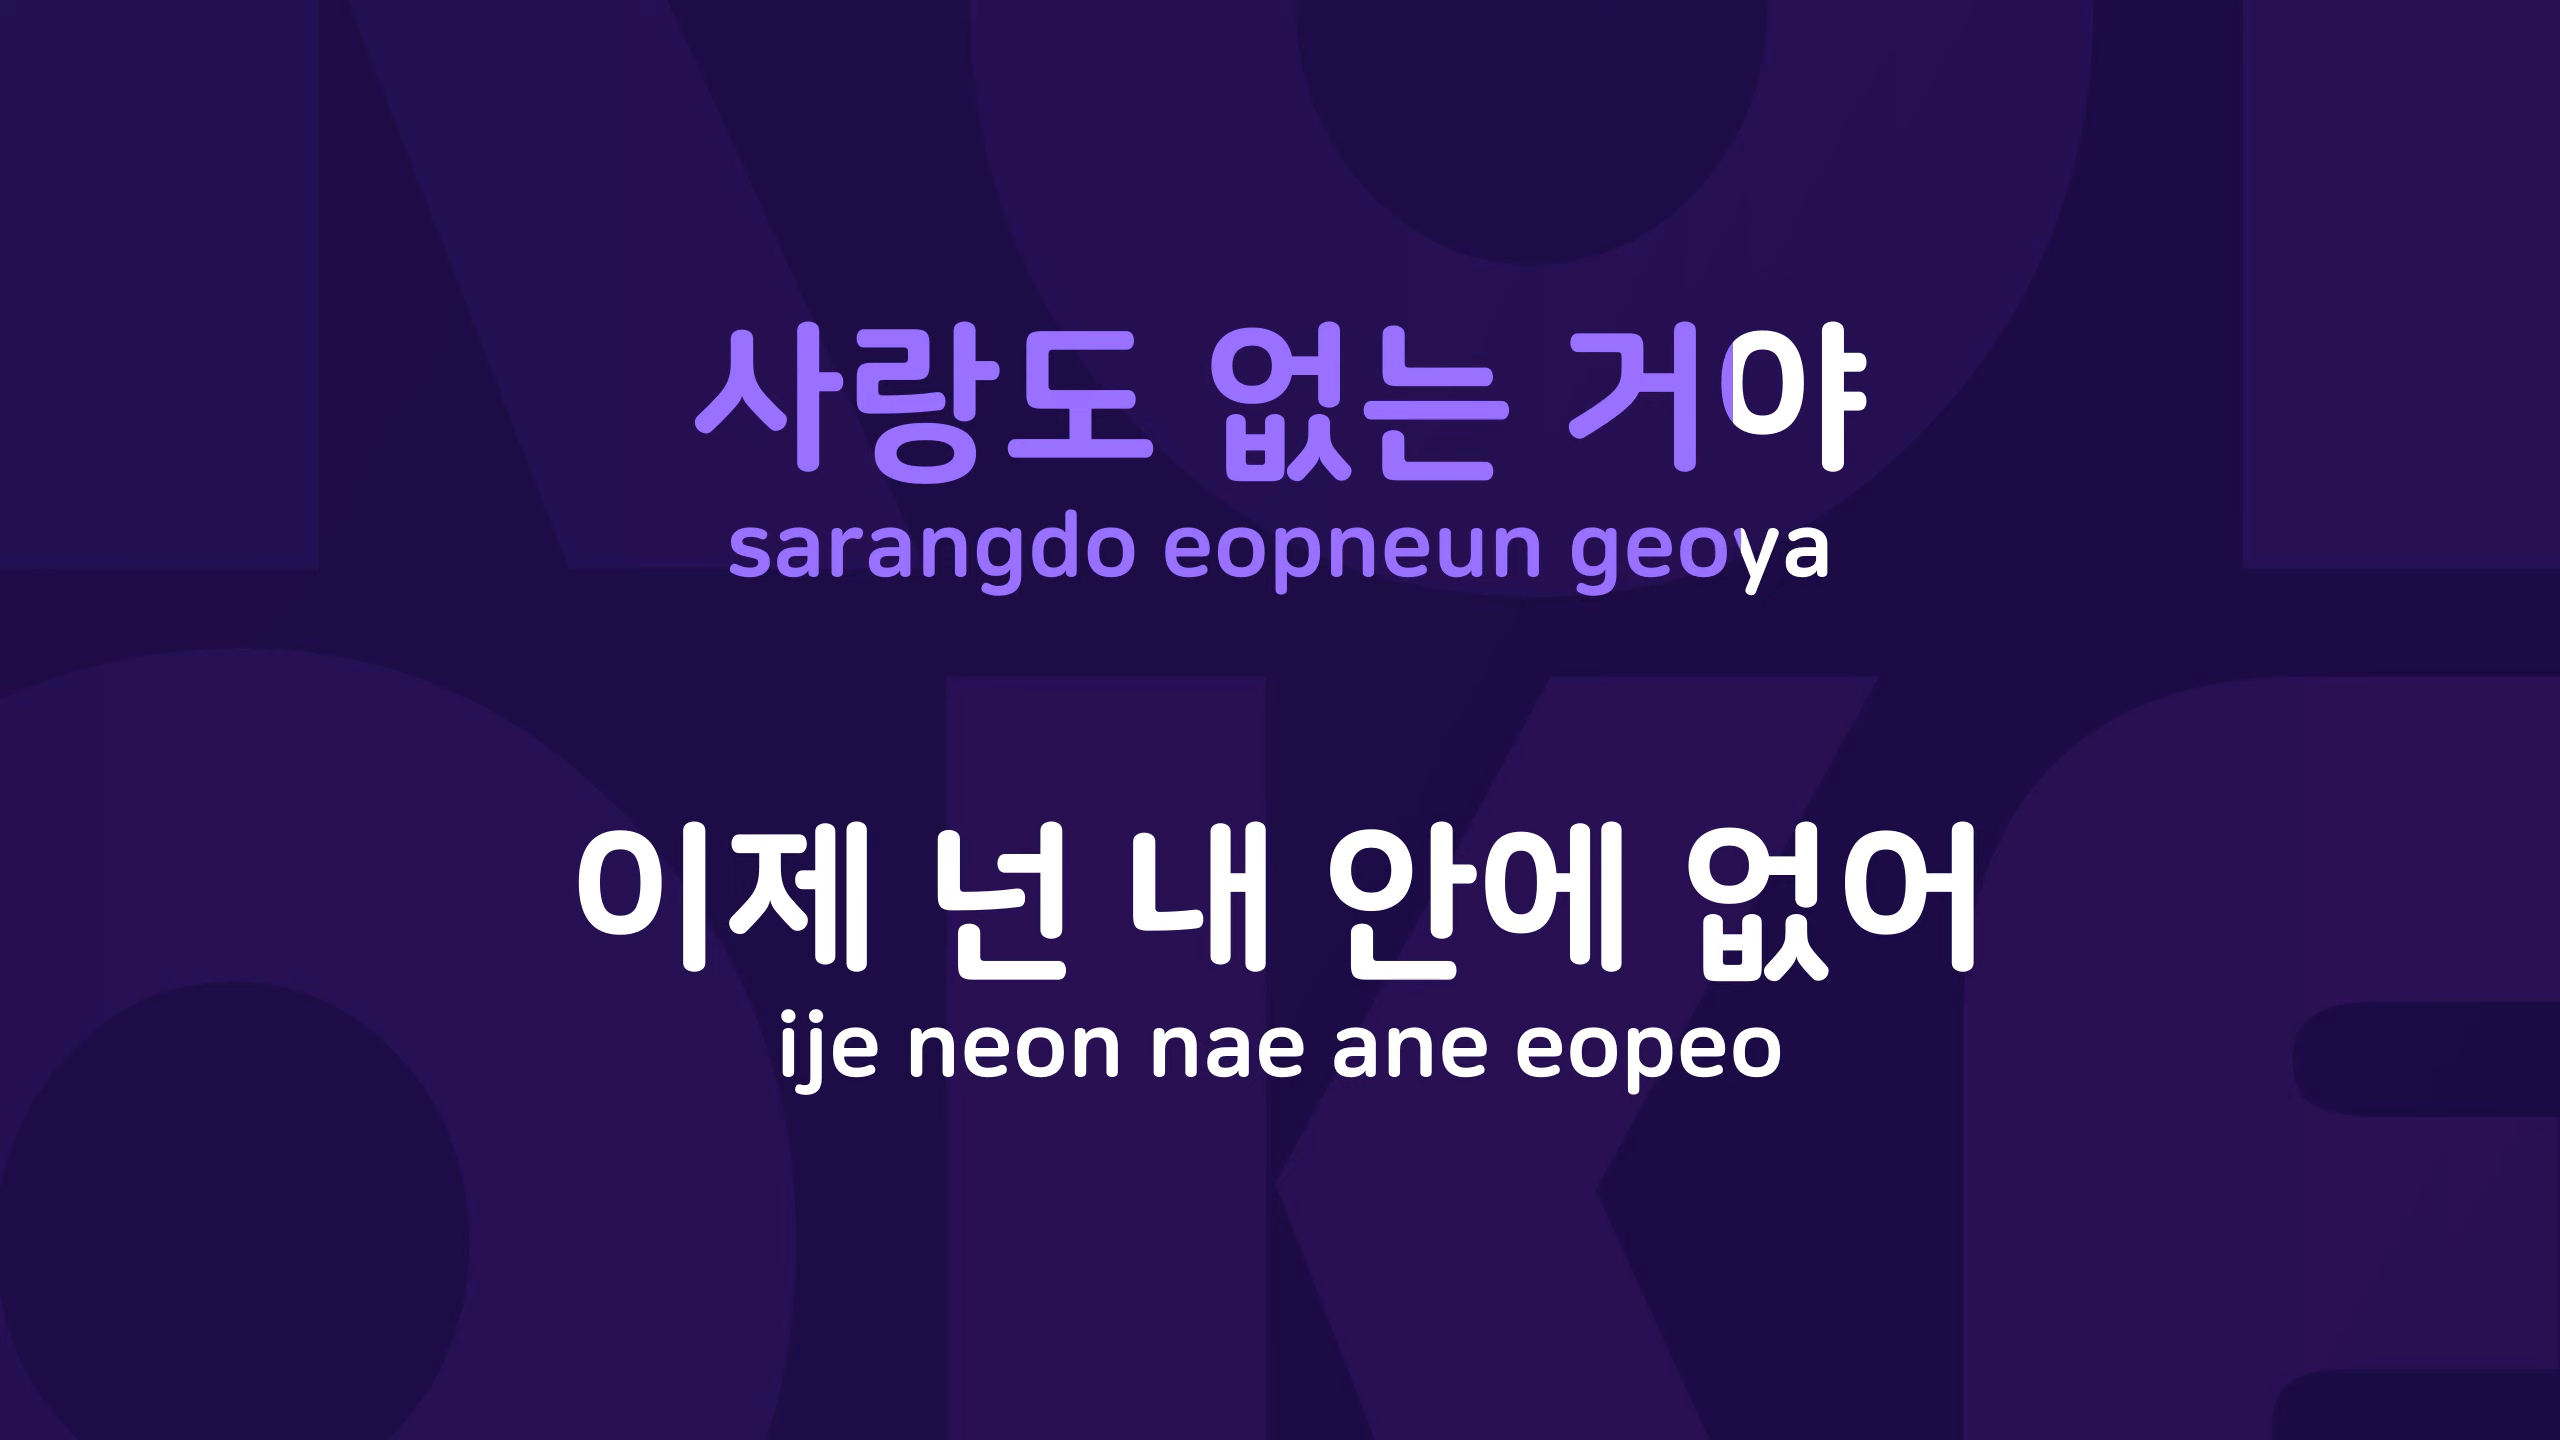 사랑도 없는 거야
sarangdo eopneun geoya
이제 넌 내 안에 없어
ije neon nae ane eopeo